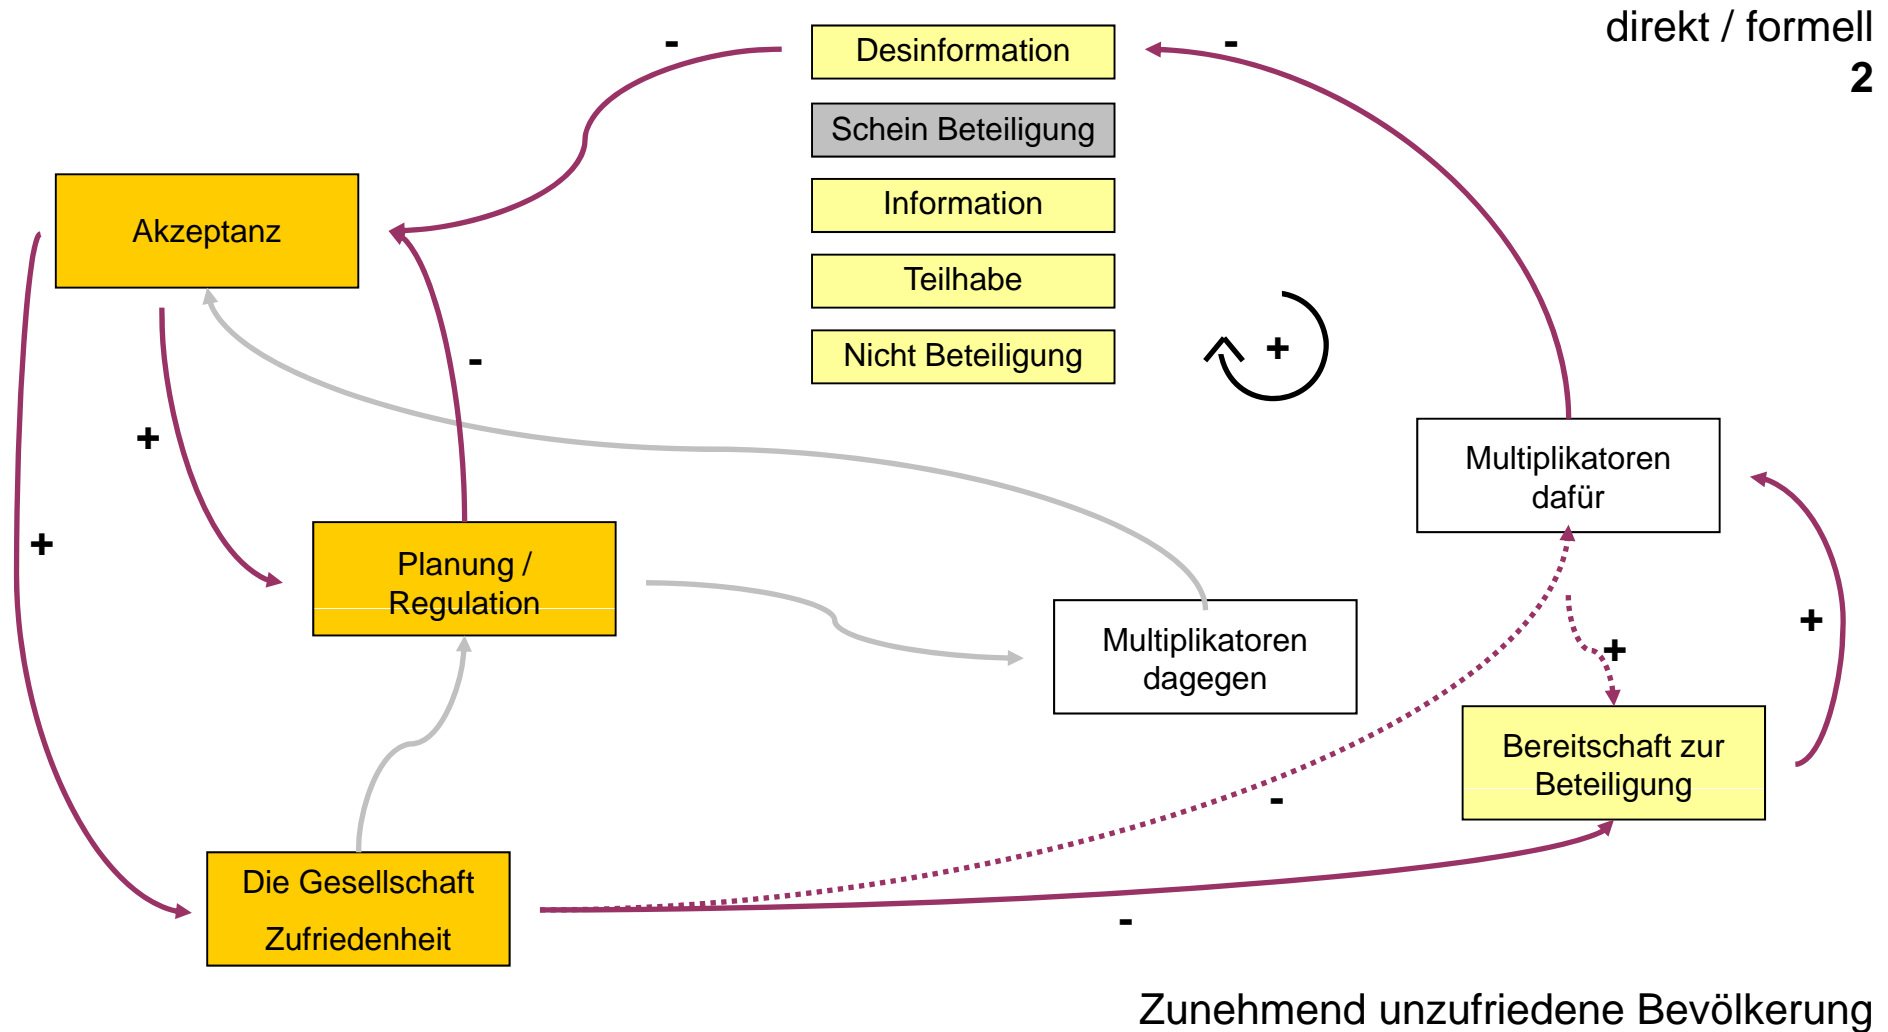 direkt / formell
2
-
Desinformation
-
Schein Beteiligung
Information
Teilhabe
Nicht Beteiligung
+
Akzeptanz
-
+
+
Planung /
Regulation
Multiplikatoren
dafür
Multiplikatoren
dagegen
+
+
Bereitschaft zur
Beteiligung
-
-
Die Gesellschaft
Zufriedenheit
Zunehmend unzufriedene Bevölkerung